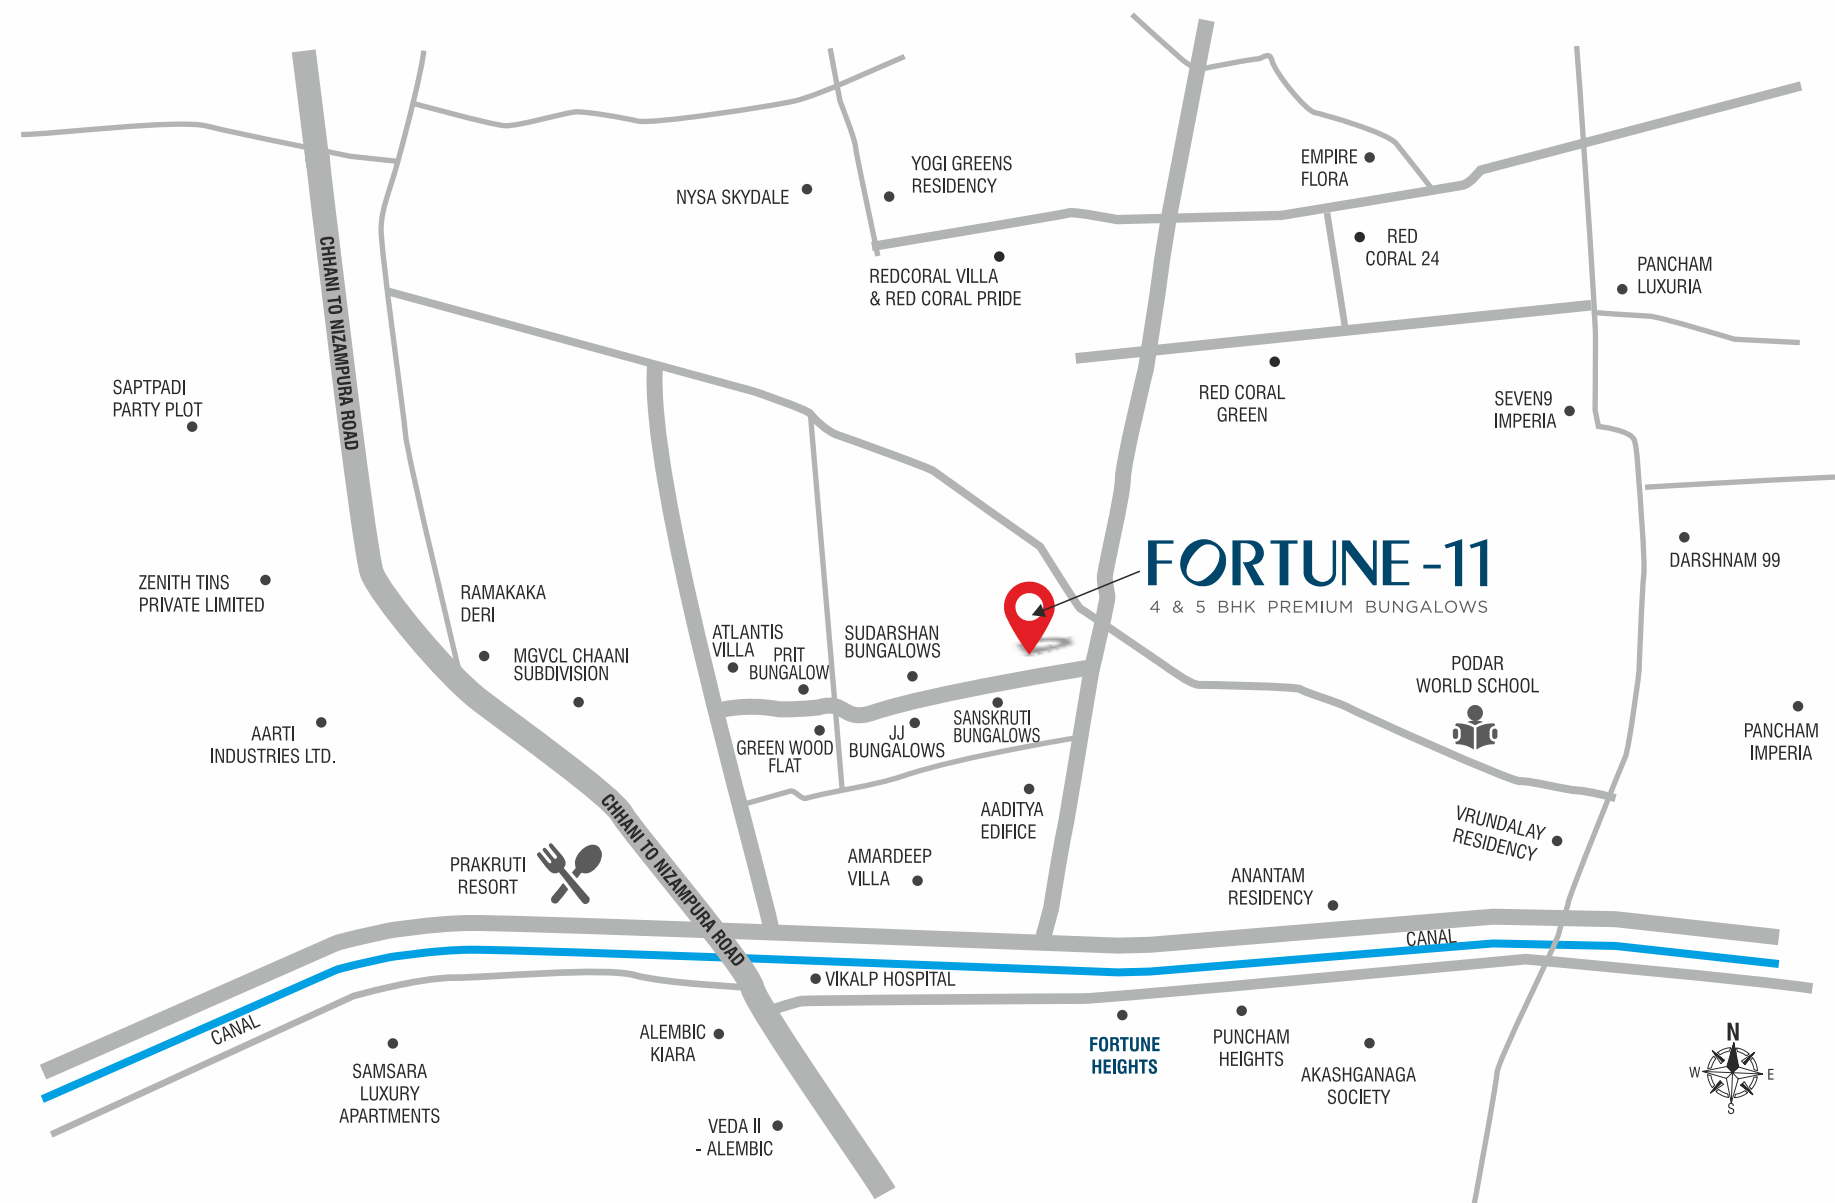 YOGI GREENS
RESIDENCY
NYSA SKYDALE
EMPIRE
FLORA
RED
CORAL 24
REDCORAL VILLA
& RED CORAL PRIDE
PANCHAM
LUXURIA
CHHANI TO NIZAMPURA ROAD
SAPTPADI
PARTY PLOT
RED CORAL
GREEN
SEVEN9
IMPERIA
FORTUNE -11
4 & 5 BHK PREMIUM BUNGALOWS
DARSHNAM 99
ZENITH TINS
PRIVATE LIMITED
RAMAKAKA
DERI
MGVCL CHAANI
SUBDIVISION
ATLANTIS
VILLA
PRIT
BUNGALOW
SUDARSHAN
BUNGALOWS
PODAR
WORLD SCHOOL
AARTI
INDUSTRIES LTD.
GREEN WOOD
FLAT
JJ
BUNGALOWS
SANSKRUTI
BUNGALOWS
PANCHAM
IMPERIA
AADITYA
EDIFICE
VRUNDALAY
RESIDENCY
CHHANI TO NIZAMPURA ROAD
PRAKRUTI
RESORT
AMARDEEP
VILLA
ANANTAM
RESIDENCY
CANAL
VIKALP HOSPITAL
CANAL
ALEMBIC
KIARA
FORTUNE
HEIGHTS
PUNCHAM
HEIGHTS
AKASHGANAGA
SOCIETY
SAMSARA
LUXURY
APARTMENTS
VEDA II
- ALEMBIC
N
W
E
S